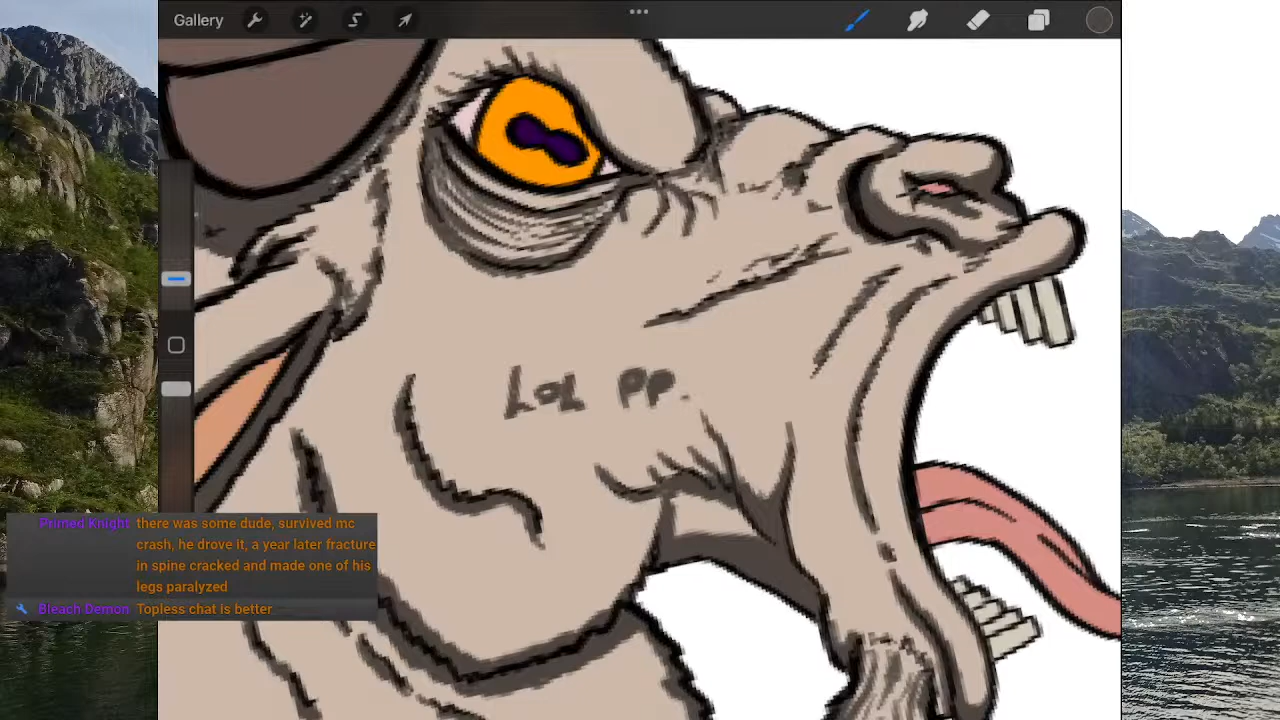 Gallery
LOL PP.
Primed Knight there was some dude, survived mc
crash, he drove it, a year later fracture
in spine cracked and made one of his
legs paralyzed
Bleach Demon Topless chat is better